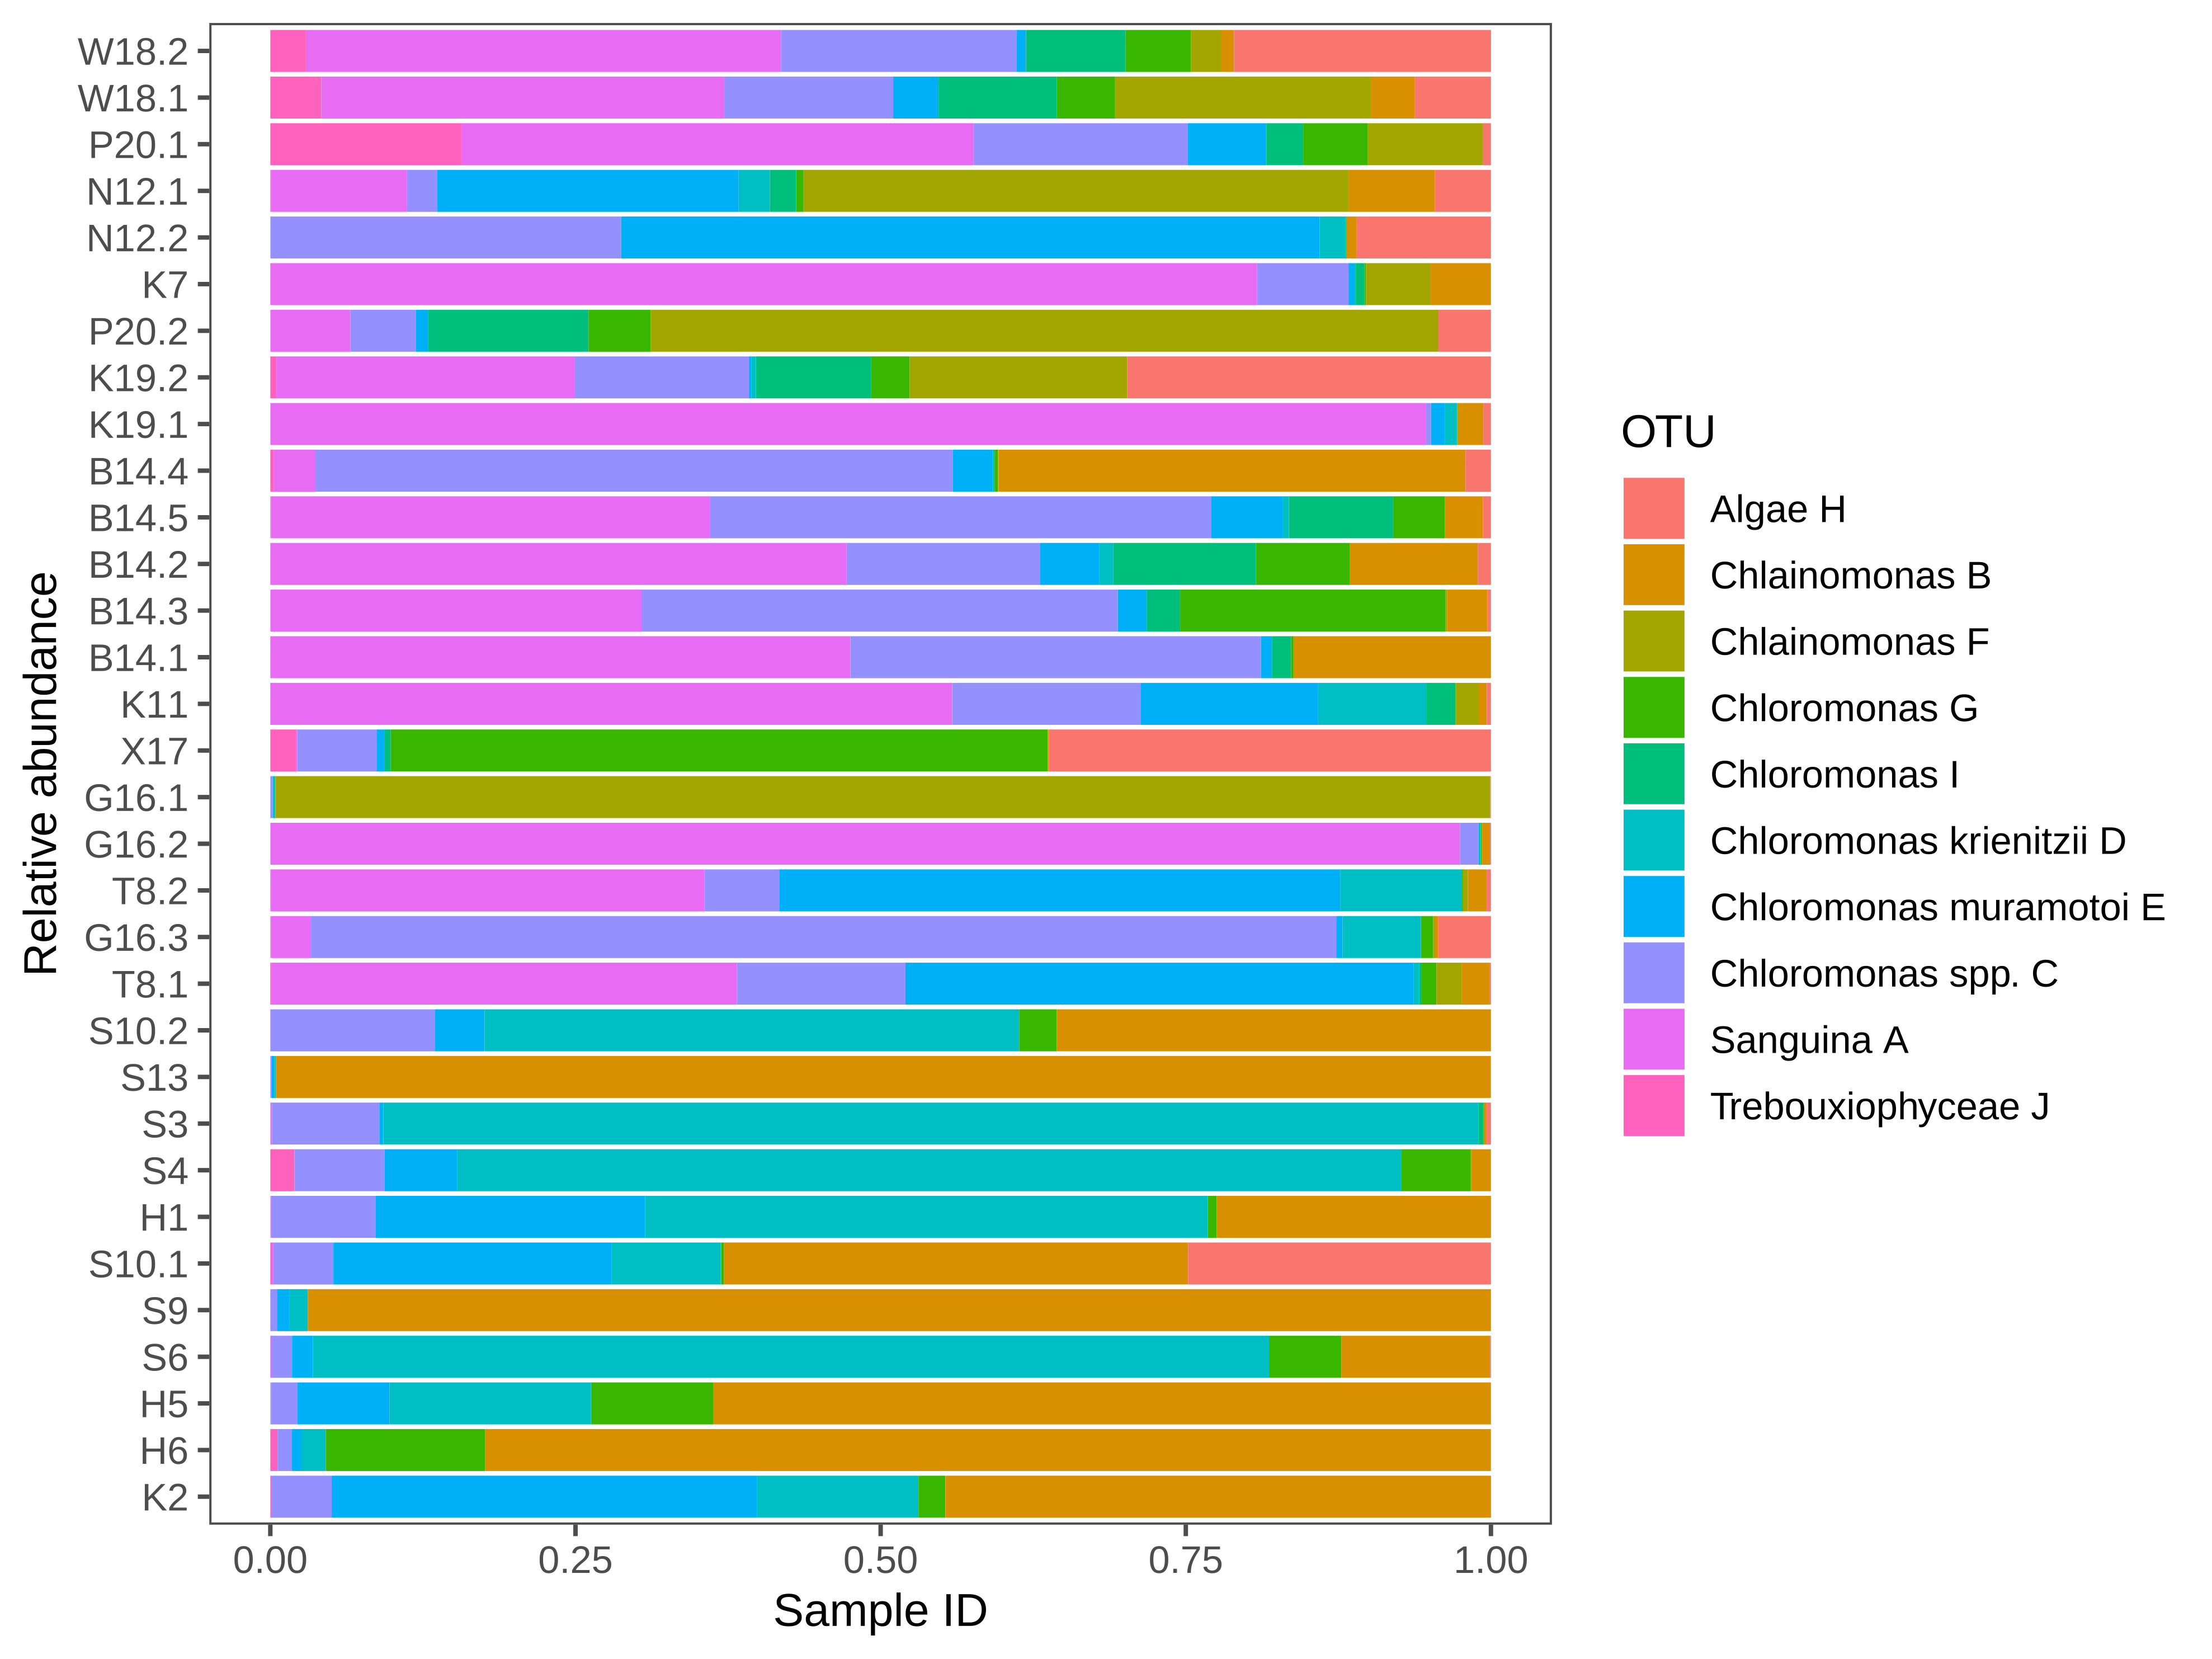 W18.2
W18.1
P20.1
N12.1
N12.2
K7
P20.2
K19.2
K19.1
B14.4
B14.5
B14.2
B14.3
B14.1
K11
X17
G16.1
G16.2
T8.2
G16.3
T8.1
S10.2
S13
S3
S4
H1
S10.1
S9
S6
H5
H6
K2
Relative abundance
0.00 0.25 0.50 0.75 1.00
Sample ID
OTU
Algae H
Chlainomonas B
Chlainomonas F
Chloromonas G
Chloromonas I
Chloromonas krienitzii D
Chloromonas muramotoi E
Chloromonas spp. C
Sanguina A
Trebouxiophyceae J